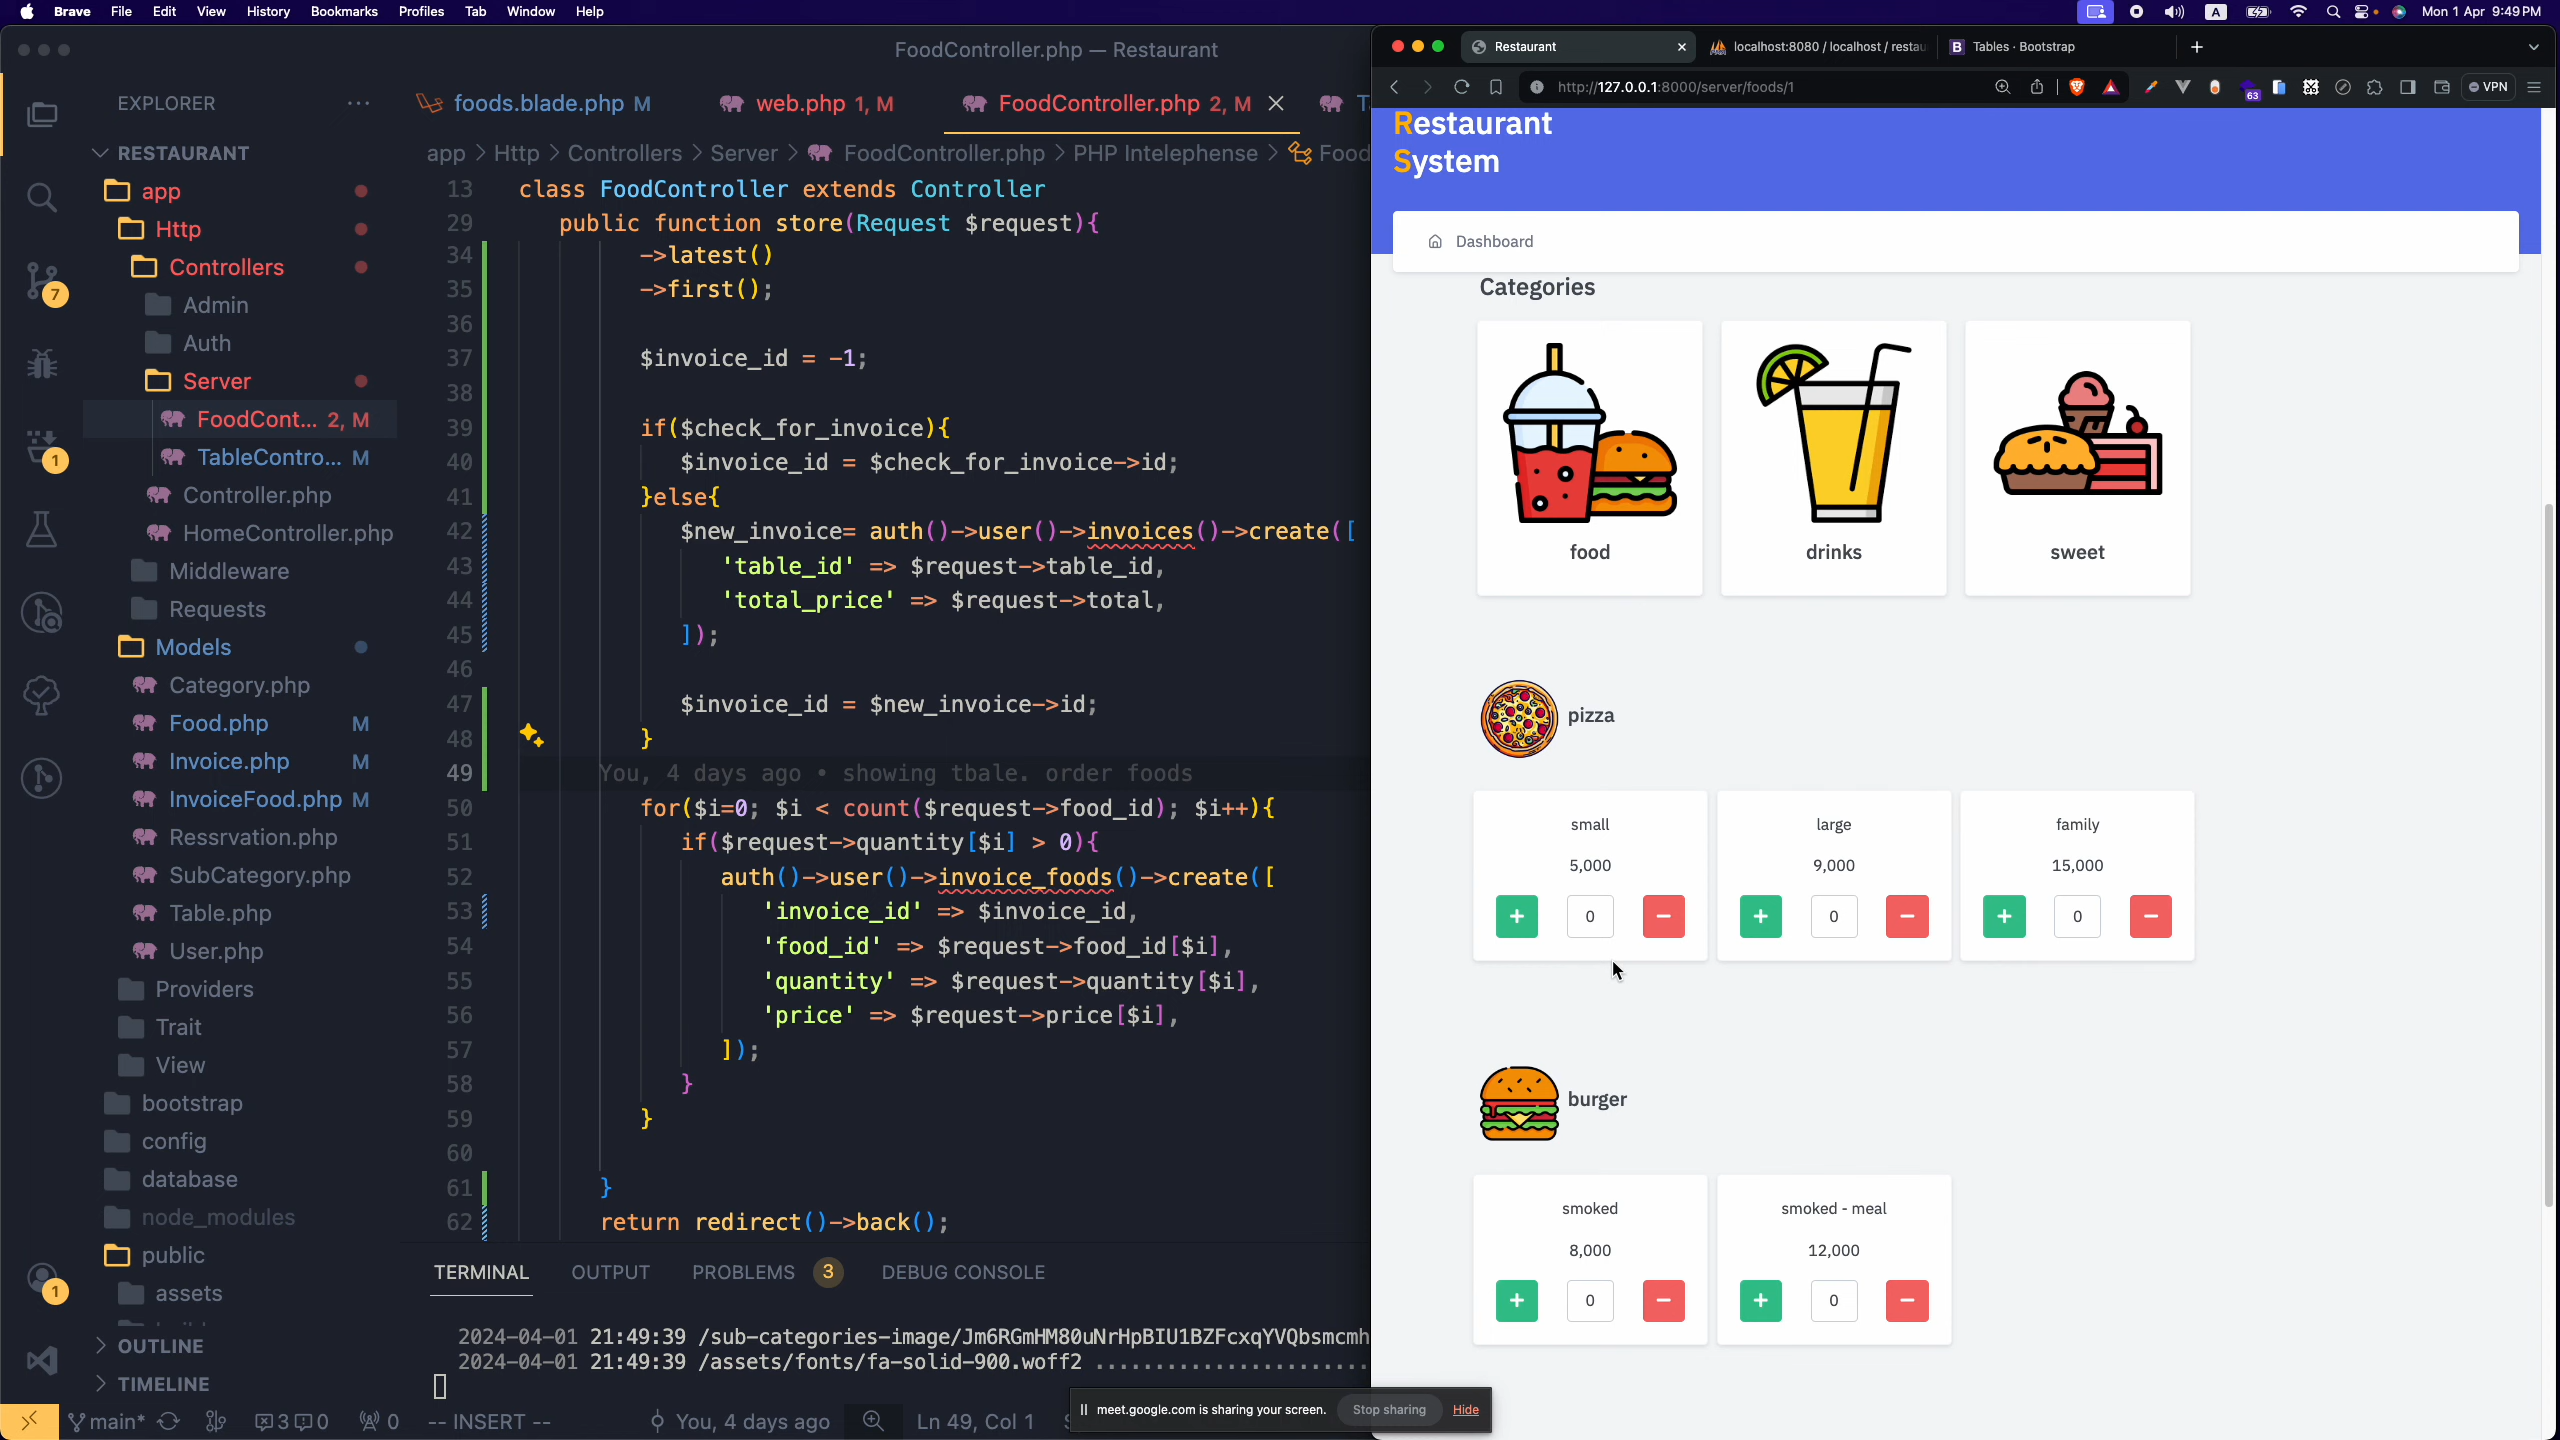 Brave File Edit View History Bookmarks Profiles Tab Window Help
A
Mon 1 Apr 9:49 PM
FoodController.php — Restaurant
EXPLORER
RESTAURANT
app
Http
Controllers
Admin
Auth
Server
FoodCont... 2, M
TableContro... M
Controller.php
HomeController.php
Middleware
Requests
Models
Category.php
Food.php M
Invoice.php M
InvoiceFood.php M
Ressrvation.php
SubCategory.php
Table.php
User.php
Providers
Trait
View
bootstrap
config
database
node_modules
public
assets
OUTLINE
TIMELINE
7
1
1
foods.blade.php M
web.php 1, M
FoodController.php 2, M
app > Http > Controllers > Server > FoodController.php > PHP Intelephense >
13 class FoodController extends Controller
29 public function store(Request $request){
34 ->latest()
35 ->first();
36
37 $invoice_id = -1;
38
39 if($check_for_invoice){
40 $invoice_id = $check_for_invoice->id;
41 }else{
42 $new_invoice= auth()->user()->invoices()->create([
43 'table_id' => $request->table_id,
44 'total_price' => $request->total,
45 ]);
46
47 $invoice_id = $new_invoice->id;
48 }
49 You, 4 days ago • showing tbale. order foods
50 for($i=0; $i < count($request->food_id); $i++){
51 if($request->quantity[$i] > 0){
52 auth()->user()->invoice_foods()->create([
53 'invoice_id' => $invoice_id,
54 'food_id' => $request->food_id[$i],
55 'quantity' => $request->quantity[$i],
56 'price' => $request->price[$i],
57 ]);
58 }
59 }
60
61 }
62 return redirect()->back();
TERMINAL OUTPUT PROBLEMS 3 DEBUG CONSOLE
2024-04-01 21:49:39 /sub-categories-image/Jm6RGmHM80uNrHpBIU1BZFcxqYVQbsmcmh
2024-04-01 21:49:39 /assets/fonts/fa-solid-900.woff2 ......................
main* 3 0 0 -- INSERT -- You, 4 days ago Ln 49, Col 1
meet.google.com is sharing your screen. Stop sharing Hide
Restaurant
localhost:8080 / localhost / restau
B Tables · Bootstrap
http://127.0.0.1:8000/server/foods/1
63
VPN
Restaurant
System
Dashboard
Categories
food drinks sweet
pizza
small large family
5,000 9,000 15,000
+ 0 − + 0 − + 0 −
burger
smoked smoked - meal
8,000 12,000
+ 0 − + 0 −